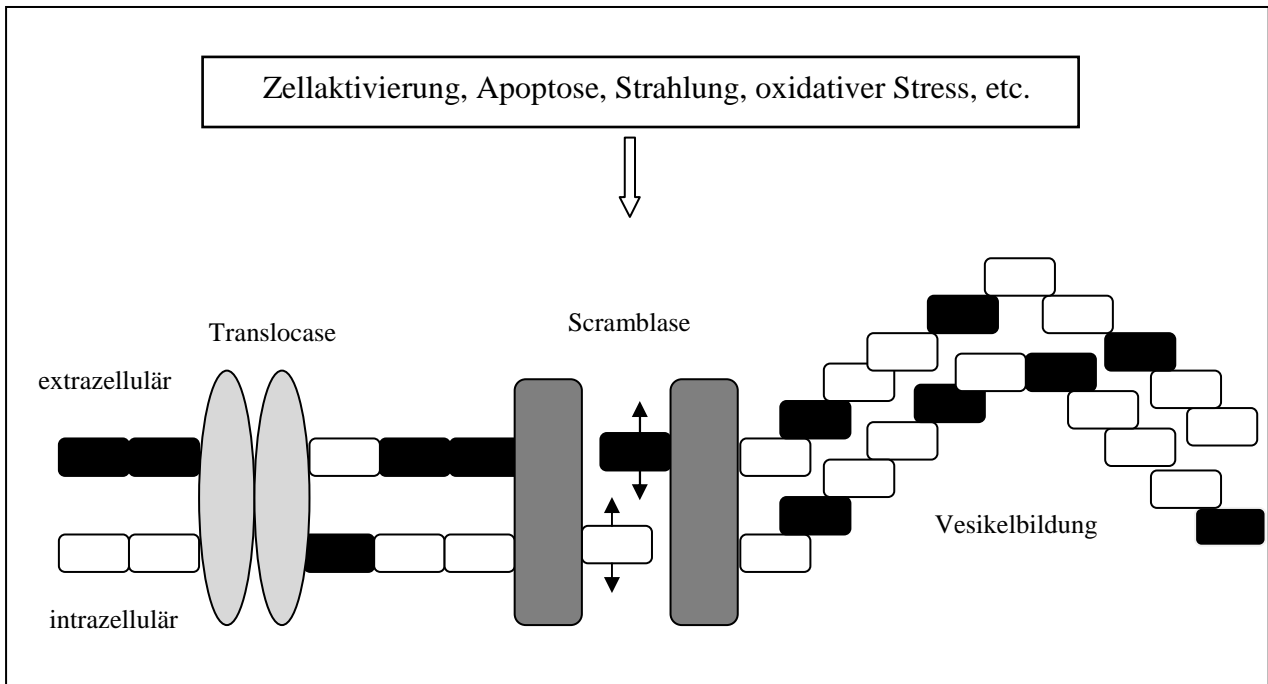 Zellaktivierung, Apoptose, Strahlung, oxidativer Stress, etc.
Scramblase
Translocase
extrazellulär
Vesikelbildung
intrazellulär